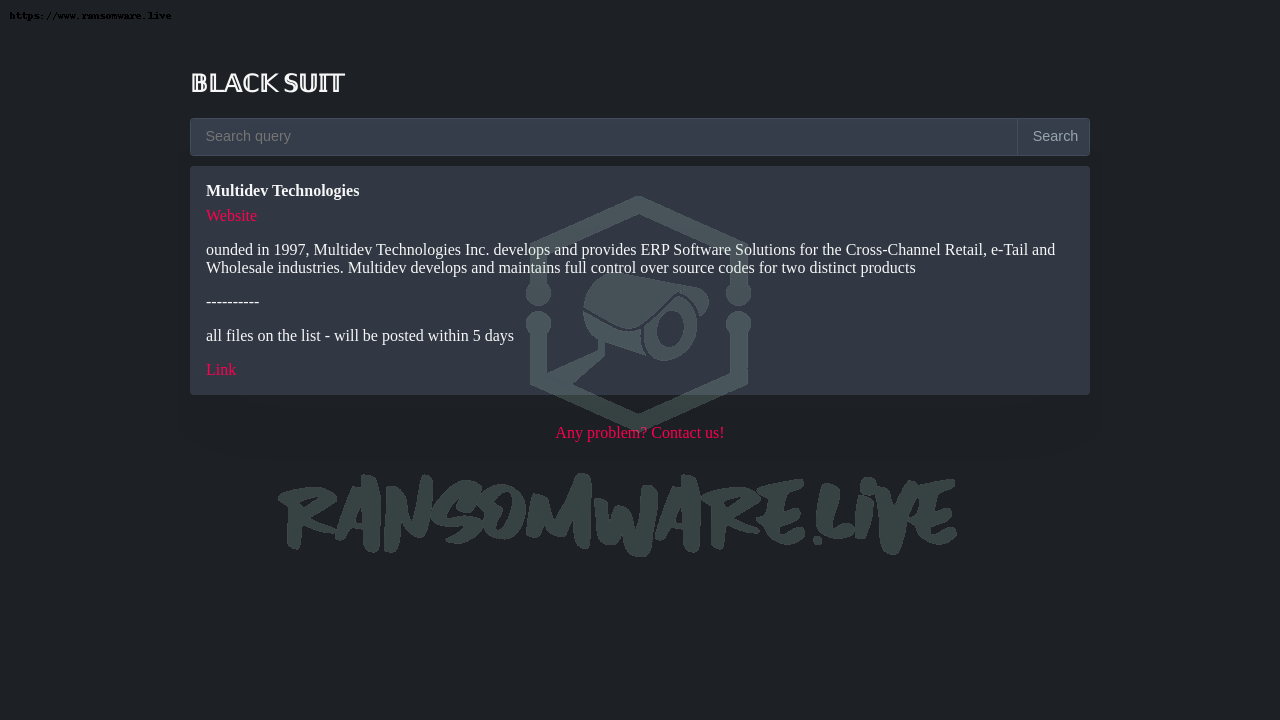 https://www.ransomware.live
𝔹𝕃𝔸ℂ𝕂 𝕊𝕌𝕀𝕋
Search query Search
Multidev Technologies
Website
ounded in 1997, Multidev Technologies Inc. develops and provides ERP Software Solutions for the Cross-Channel Retail, e-Tail and
Wholesale industries. Multidev develops and maintains full control over source codes for two distinct products
----------
all files on the list - will be posted within 5 days
Link
Any problem? Contact us!
RANSOMWARE.LIVE